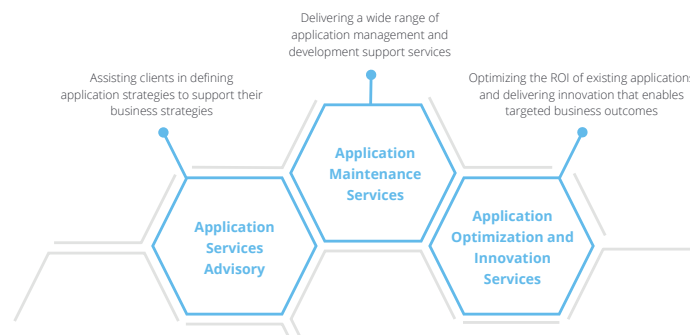 Delivering a wide range of
application management and
development support services
Assisting clients in defining
application strategies to support their
business strategies
Optimizing the ROI of existing applications
and delivering innovation that enables
targeted business outcomes
Application
Maintenance
Services
Application
Services
Advisory
Application
Optimization and
Innovation
Services